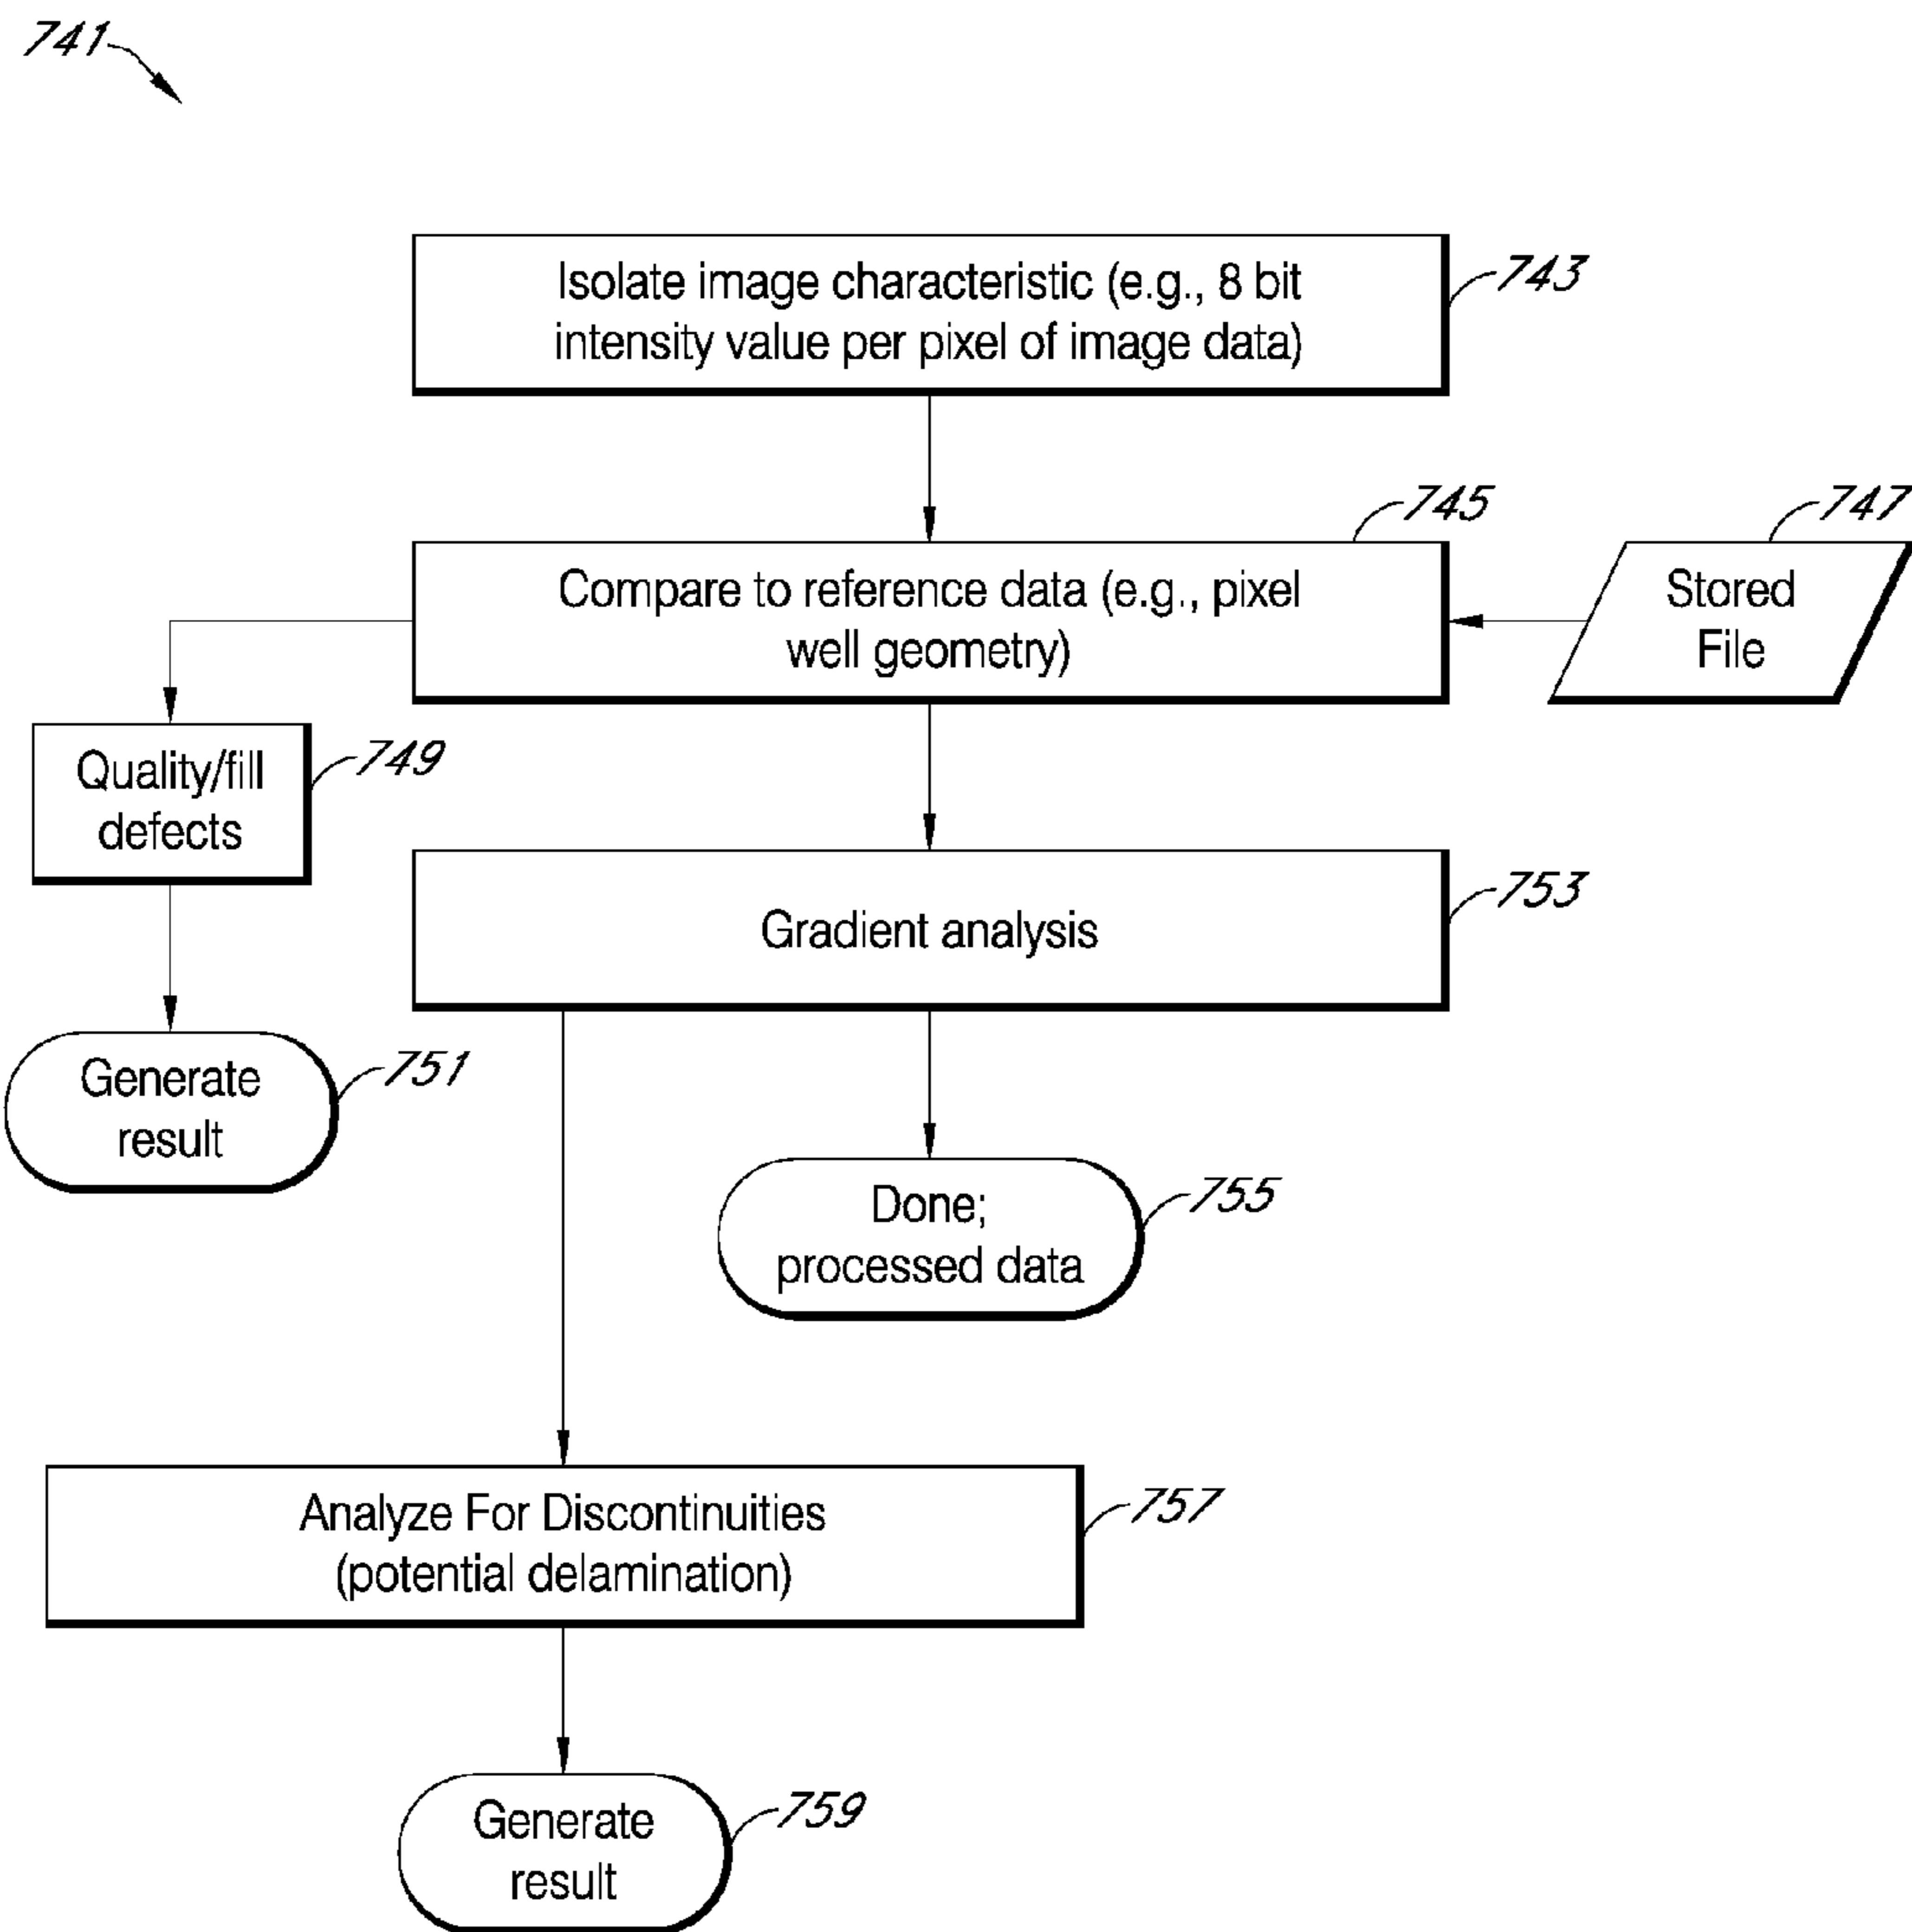 741
Isolate image characteristic (e.g., 8 bit
intensity value per pixel of image data)
743
745
747
Compare to reference data (e.g., pixel
well geometry)
Stored
File
Quality/fill
defects
749
Gradient analysis
753
Generate
result
751
Done;
processed data
755
Analyze For Discontinuities
(potential delamination)
757
Generate
result
759